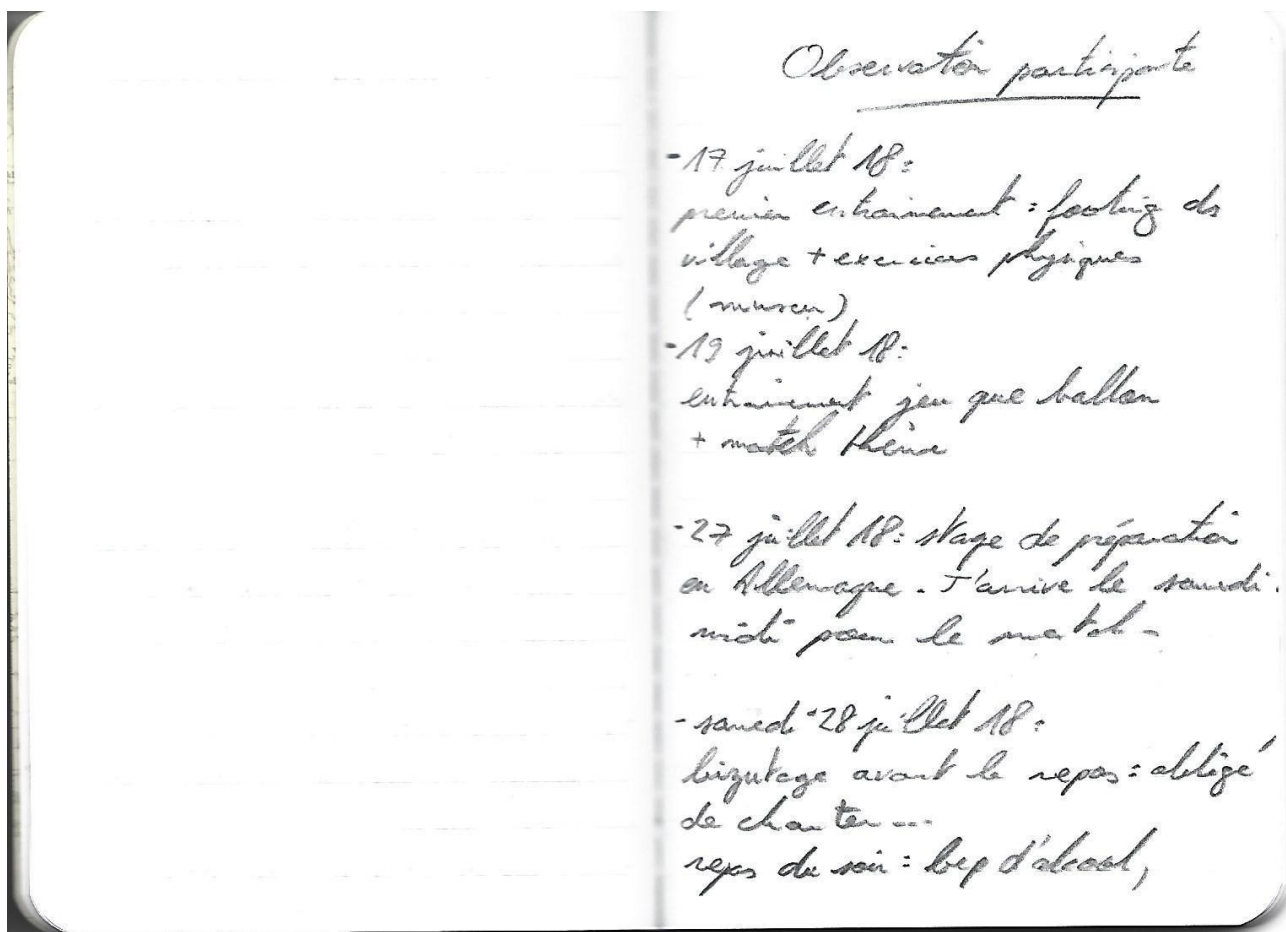 Observation participante
- 17 juillet 18 :
premier entrainement : footing ds
village + exercices physiques
(muscu)
- 19 juillet 18 :
entrainement jeu que ballon
+ match thème
- 27 juillet 18 : stage de préparation
en Allemagne. J'arrive le samedi
midi pour le match -
- samedi 28 juillet 18 :
bizutage avant le repas : obligé
de chanter ...
repas du soir : bcp d'alcool,